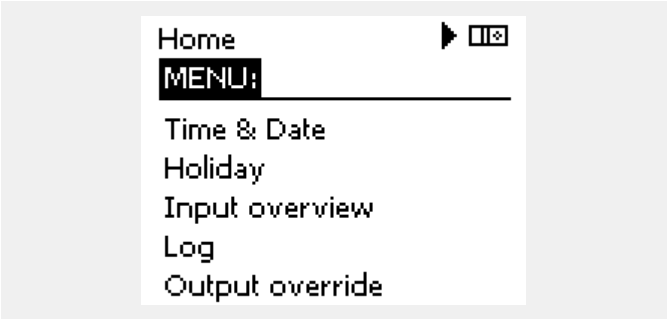 Home
MENU:
Time & Date
Holiday
Input overview
Log
Output override